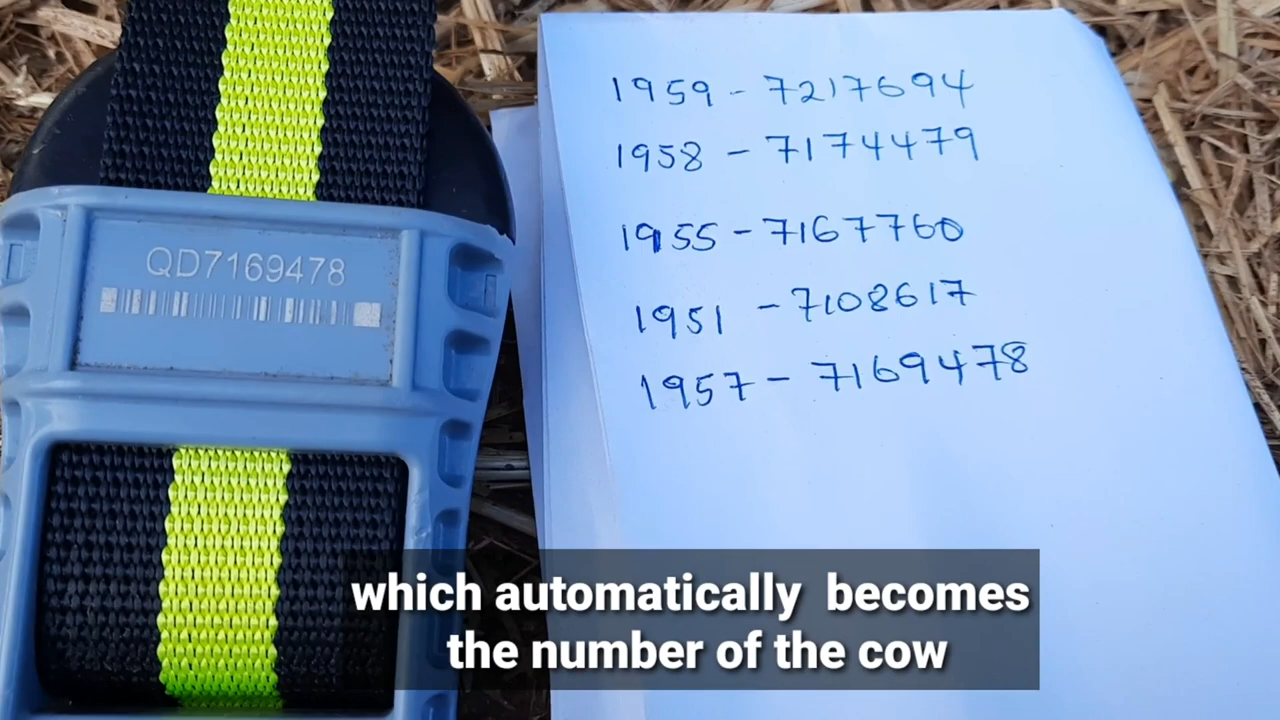 QD7169478
1959 - 7217694
1958 - 7174479
1955 - 7167760
1951 - 7108617
1957 - 7169478
which automatically becomes
the number of the cow